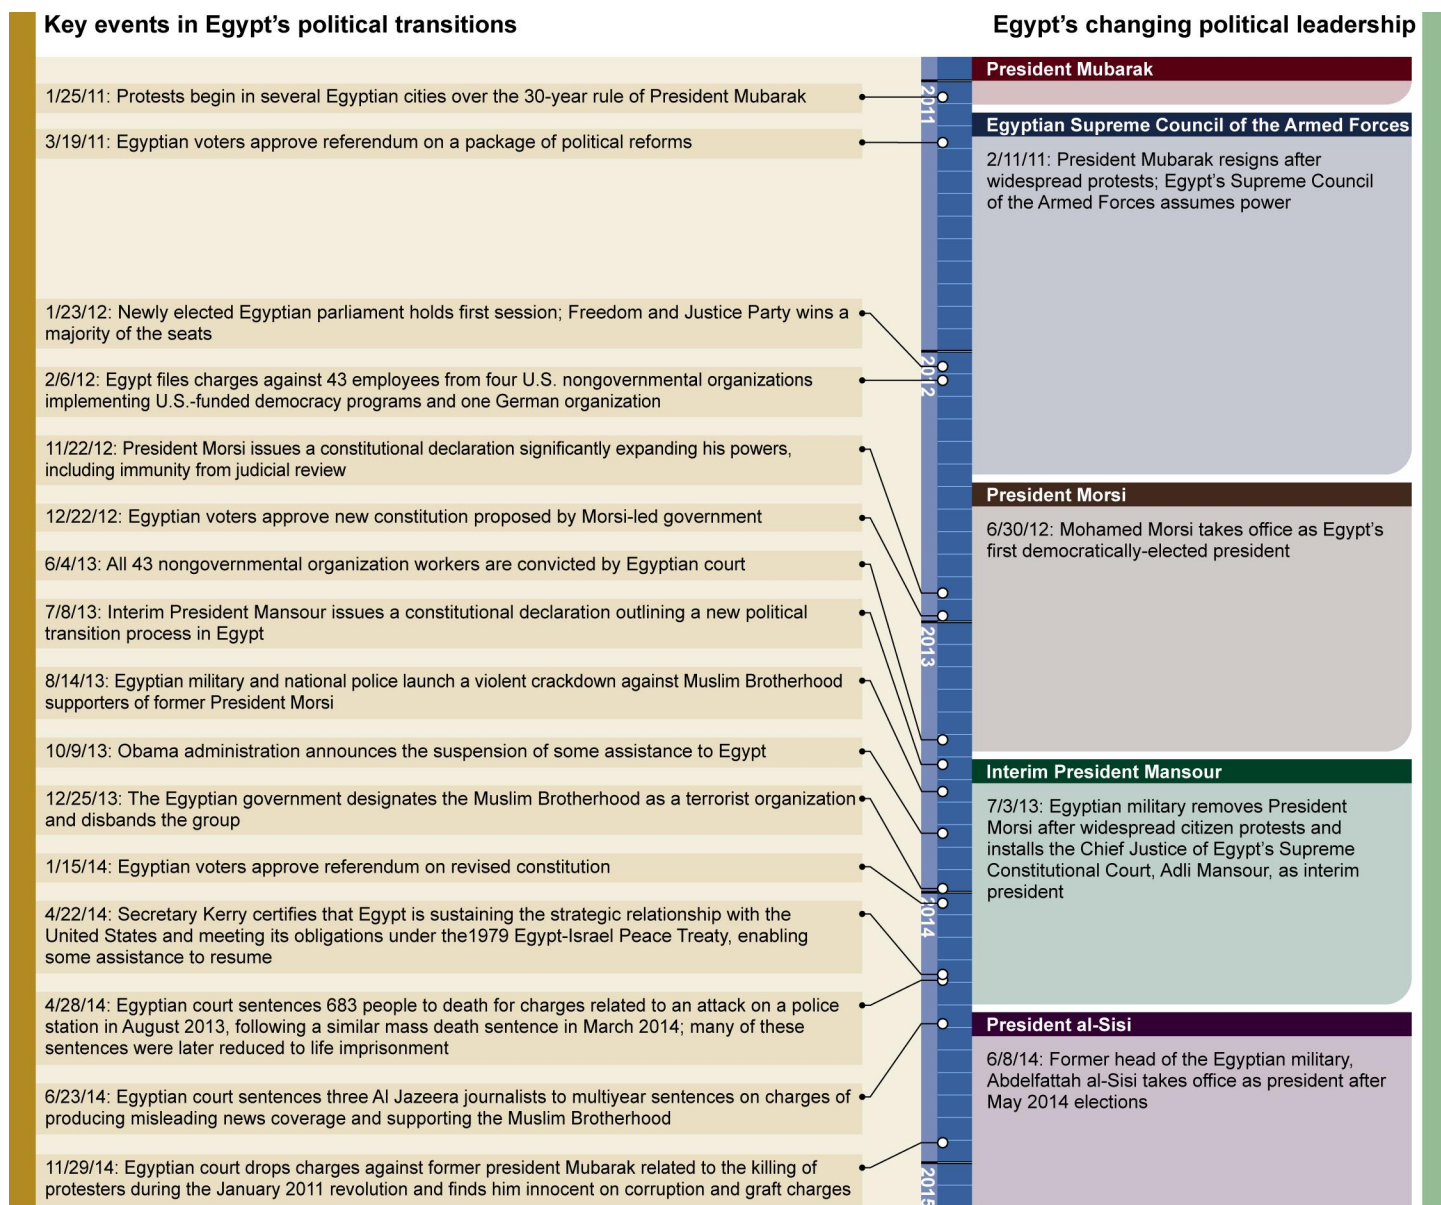 Key events in Egypt's political transitions
Egypt's changing political leadership
1/25/11: Protests begin in several Egyptian cities over the 30-year rule of President Mubarak
3/19/11: Egyptian voters approve referendum on a package of political reforms
1/23/12: Newly elected Egyptian parliament holds first session; Freedom and Justice Party wins a
majority of the seats
2/6/12: Egypt files charges against 43 employees from four U.S. nongovernmental organizations
implementing U.S.-funded democracy programs and one German organization
11/22/12: President Morsi issues a constitutional declaration significantly expanding his powers,
including immunity from judicial review
12/22/12: Egyptian voters approve new constitution proposed by Morsi-led government
6/4/13: All 43 nongovernmental organization workers are convicted by Egyptian court
7/8/13: Interim President Mansour issues a constitutional declaration outlining a new political
transition process in Egypt
8/14/13: Egyptian military and national police launch a violent crackdown against Muslim Brotherhood
supporters of former President Morsi
10/9/13: Obama administration announces the suspension of some assistance to Egypt
12/25/13: The Egyptian government designates the Muslim Brotherhood as a terrorist organization
and disbands the group
1/15/14: Egyptian voters approve referendum on revised constitution
4/22/14: Secretary Kerry certifies that Egypt is sustaining the strategic relationship with the
United States and meeting its obligations under the1979 Egypt-Israel Peace Treaty, enabling
some assistance to resume
4/28/14: Egyptian court sentences 683 people to death for charges related to an attack on a police
station in August 2013, following a similar mass death sentence in March 2014; many of these
sentences were later reduced to life imprisonment
6/23/14: Egyptian court sentences three Al Jazeera journalists to multiyear sentences on charges of
producing misleading news coverage and supporting the Muslim Brotherhood
11/29/14: Egyptian court drops charges against former president Mubarak related to the killing of
protesters during the January 2011 revolution and finds him innocent on corruption and graft charges
2011
2012
2013
2014
2015
President Mubarak
Egyptian Supreme Council of the Armed Forces
2/11/11: President Mubarak resigns after
widespread protests; Egypt's Supreme Council
of the Armed Forces assumes power
President Morsi
6/30/12: Mohamed Morsi takes office as Egypt's
first democratically-elected president
Interim President Mansour
7/3/13: Egyptian military removes President
Morsi after widespread citizen protests and
installs the Chief Justice of Egypt's Supreme
Constitutional Court, Adli Mansour, as interim
president
President al-Sisi
6/8/14: Former head of the Egyptian military,
Abdelfattah al-Sisi takes office as president after
May 2014 elections